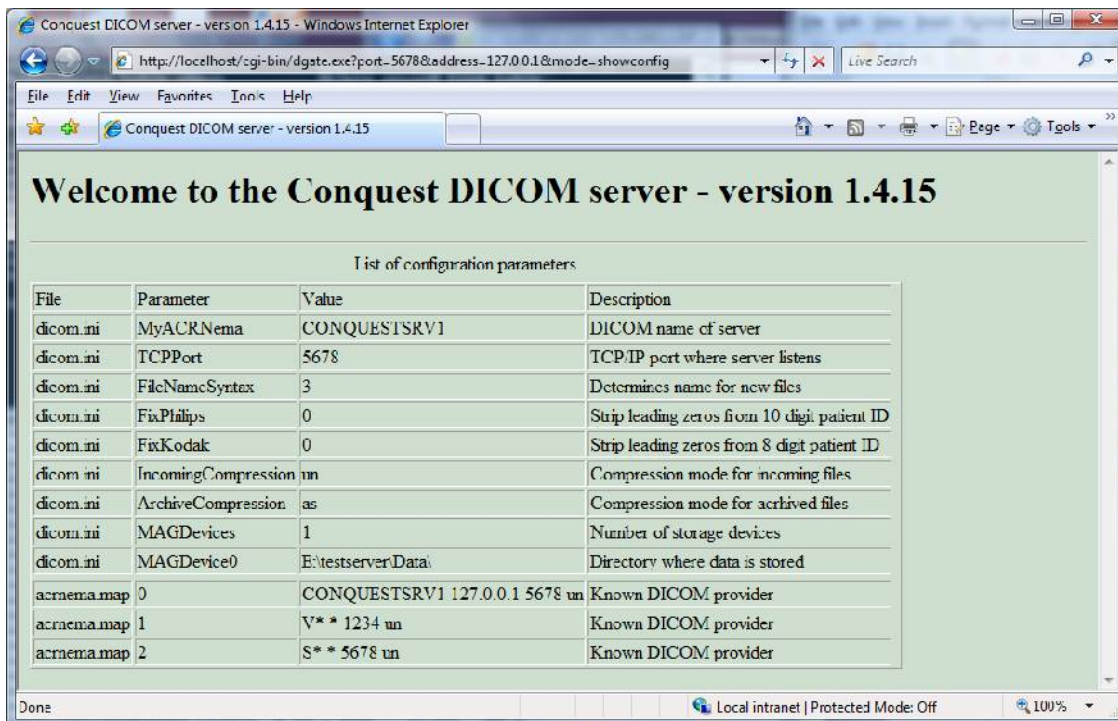 Conquest DICOM server - version 1.4.15 - Windows Internet Explorer
http://localhost/cgi-bin/dgate.exe?port=5678&address=127.0.0.1&mode=showconfig Live Search
File Edit View Favorites Tools Help
Conquest DICOM server - version 1.4.15 Page Tools
Welcome to the Conquest DICOM server - version 1.4.15
List of configuration parameters
File Parameter Value Description
dicom.ini MyACRNema CONQUESTSRV1 DICOM name of server
dicom.ini TCPPort 5678 TCP/IP port where server listens
dicom.ini FileNameSyntax 3 Determines name for new files
dicom.ini FixPhilips 0 Strip leading zeros from 10 digit patient ID
dicom.ini FixKodak 0 Strip leading zeros from 8 digit patient ID
dicom.ini IncomingCompression un Compression mode for incoming files
dicom.ini ArchiveCompression as Compression mode for acrhived files
dicom.ini MAGDevices 1 Number of storage devices
dicom.ini MAGDevice0 E:\testserver\Data\ Directory where data is stored
acrnema.map 0 CONQUESTSRV1 127.0.0.1 5678 un Known DICOM provider
acrnema.map 1 V* * 1234 un Known DICOM provider
acrnema.map 2 S* * 5678 un Known DICOM provider
Done Local intranet | Protected Mode: Off 100%